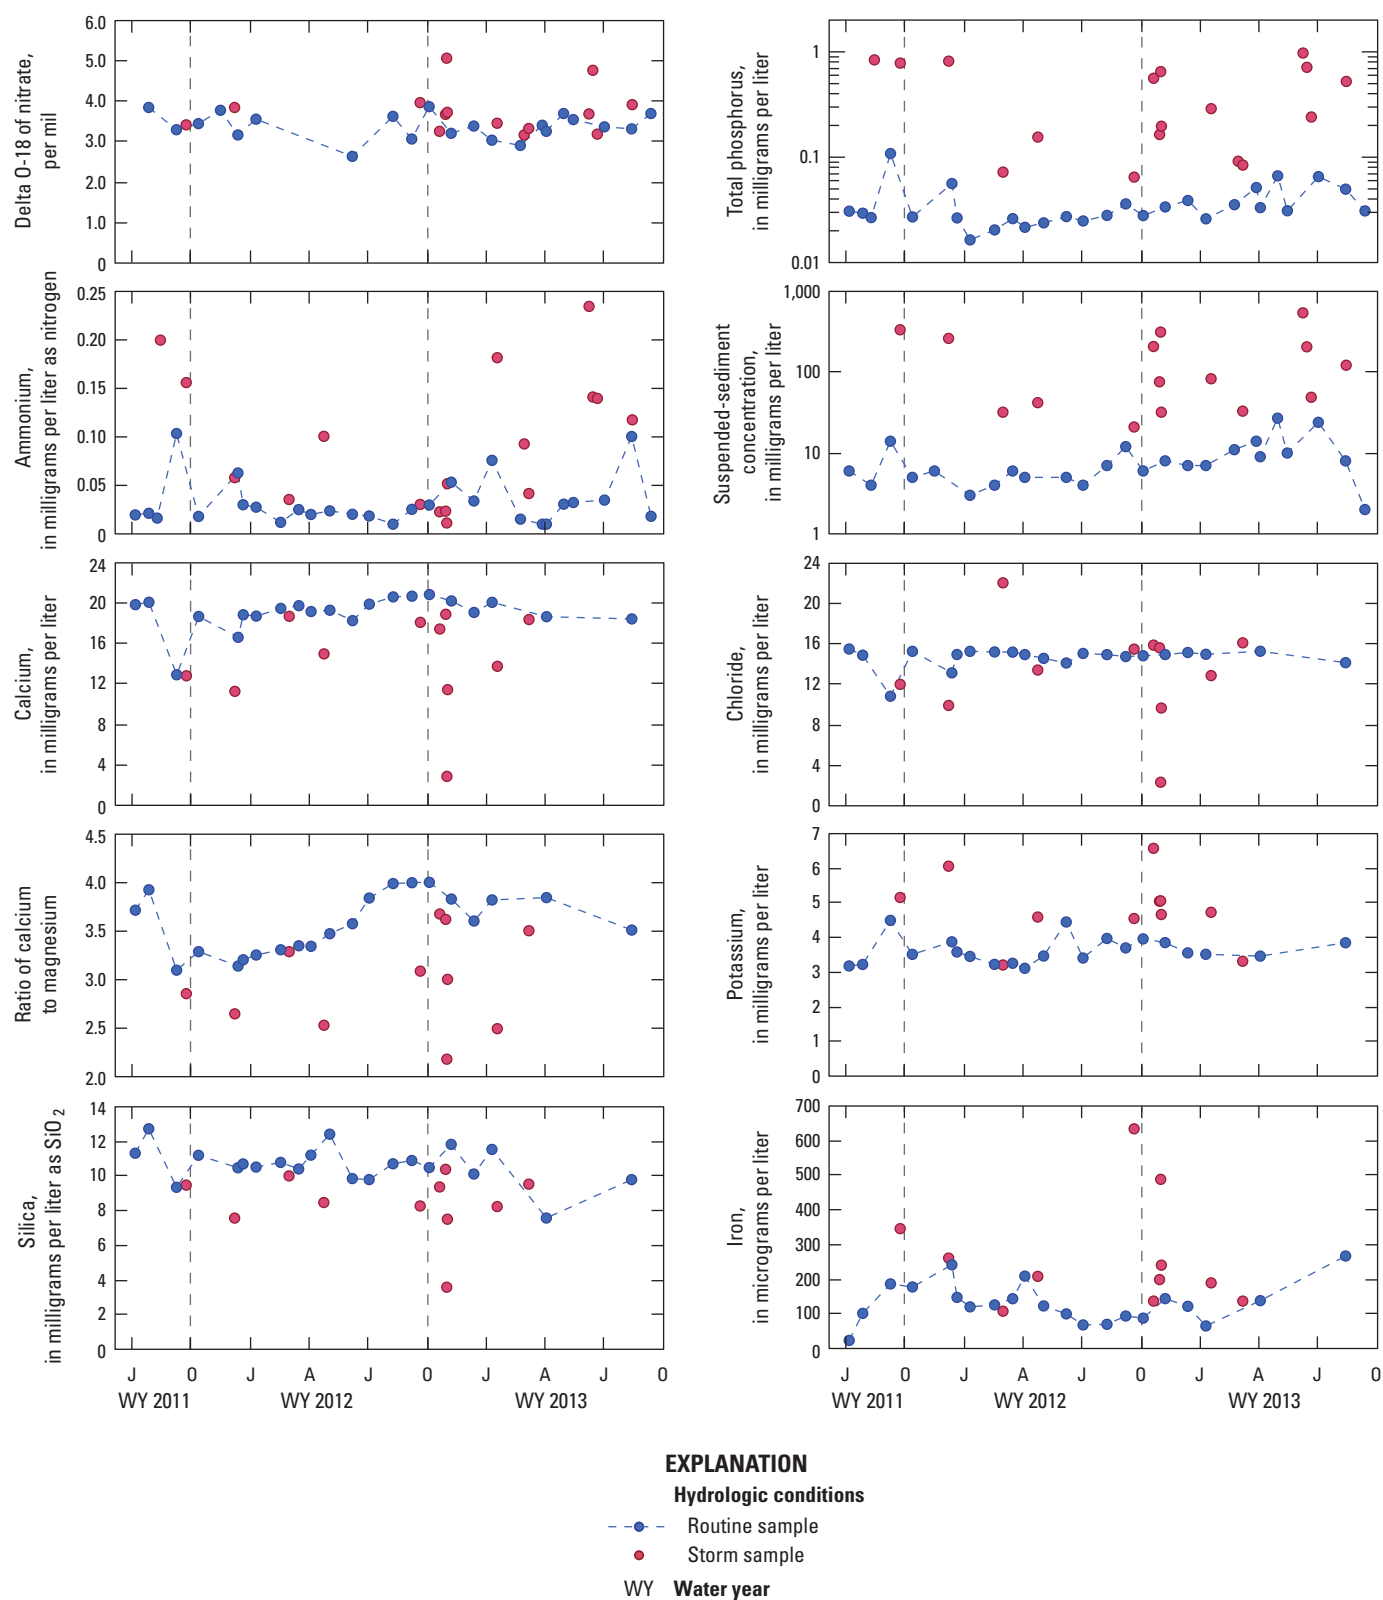 Delta O-18 of nitrate,
per mil
6.0
5.0
4.0
3.0
2.0
1.0
0
Total phosphorus,
in milligrams per liter
1
0.1
0.01
Ammonium,
in milligrams per liter as nitrogen
0.25
0.20
0.15
0.10
0.05
0
Suspended-sediment
concentration,
in milligrams per liter
1,000
100
10
1
Calcium,
in milligrams per liter
24
20
16
12
8
4
0
Chloride,
in milligrams per liter
24
20
16
12
8
4
0
Ratio of calcium
to magnesium
4.5
4.0
3.5
3.0
2.5
2.0
Potassium,
in milligrams per liter
7
6
5
4
3
2
1
0
Silica,
in milligrams per liter as SiO2
14
12
10
8
6
4
2
0
J O J A J O J A J O
WY 2011 WY 2012 WY 2013
Iron,
in micrograms per liter
700
600
500
400
300
200
100
0
J O J A J O J A J O
WY 2011 WY 2012 WY 2013
EXPLANATION
Hydrologic conditions
Routine sample
Storm sample
WY Water year